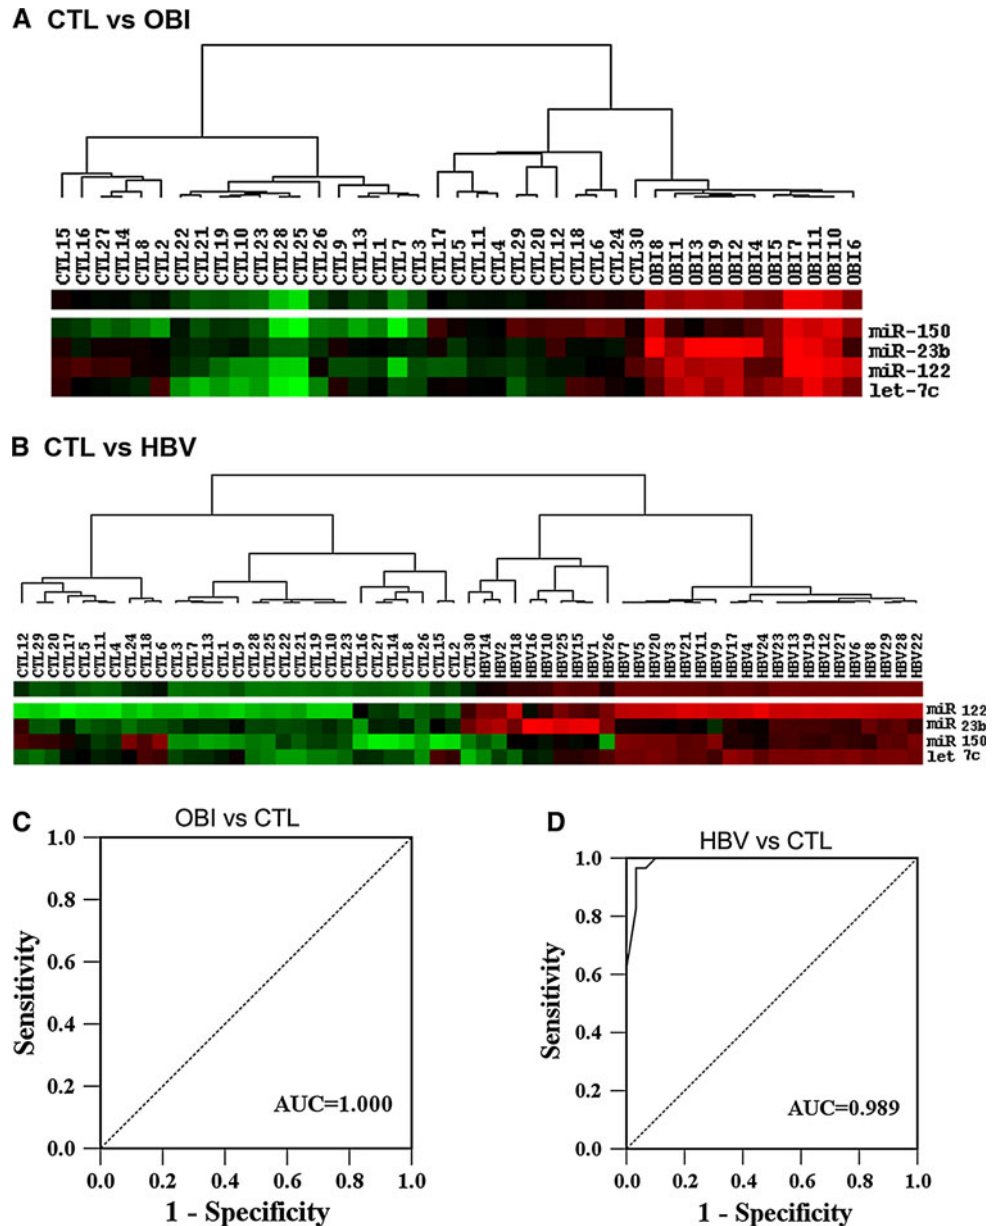 A CTL vs OBI
CTL15 CTL16 CTL27 CTL14 CTL8 CTL2 CTL22 CTL21 CTL19 CTL10 CTL23 CTL28 CTL25 CTL26 CTL9 CTL13 CTL1 CTL7 CTL3 CTL17 CTL5 CTL11 CTL4 CTL29 CTL20 CTL12 CTL18 CTL6 CTL24 CTL30 OBI8 OBI1 OBI3 OBI9 OBI2 OBI4 OBI5 OBI7 OBI11 OBI10 OBI6
miR-150
miR-23b
miR-122
let-7c
B CTL vs HBV
CTL12 CTL29 CTL20 CTL17 CTL5 CTL11 CTL4 CTL24 CTL18 CTL6 CTL3 CTL7 CTL13 CTL1 CTL9 CTL28 CTL25 CTL22 CTL21 CTL19 CTL10 CTL23 CTL16 CTL27 CTL14 CTL8 CTL26 CTL15 CTL2 CTL30 HBV14 HBV2 HBV18 HBV16 HBV10 HBV25 HBV15 HBV1 HBV26 HBV7 HBV5 HBV20 HBV3 HBV21 HBV11 HBV9 HBV17 HBV4 HBV24 HBV23 HBV13 HBV19 HBV12 HBV27 HBV6 HBV8 HBV29 HBV28 HBV22
miR 122
miR 23b
miR 150
let 7c
C
OBI vs CTL
1.0
0.8
0.6
0.4
0.2
0.0
Sensitivity
AUC=1.000
0.0 0.2 0.4 0.6 0.8 1.0
1 - Specificity
D
HBV vs CTL
1.0
0.8
0.6
0.4
0.2
0.0
Sensitivity
AUC=0.989
0.0 0.2 0.4 0.6 0.8 1.0
1 - Specificity